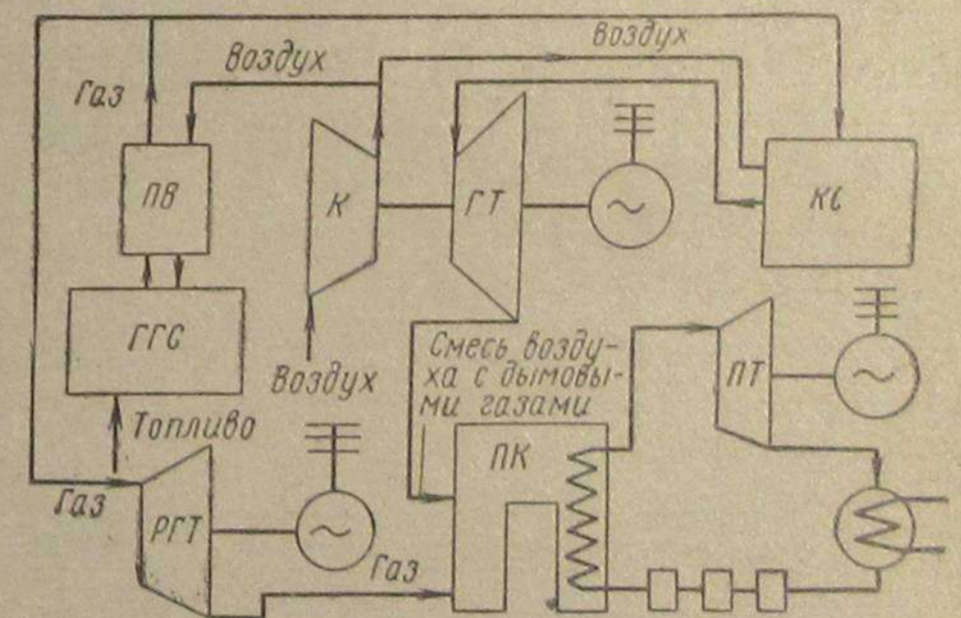 воздух
воздух
Газ
ПВ
К
ГТ
КС
ГГС
Воздух
Смесь возду-
ха с дымовы-
ми газами
ПТ
Топливо
ПК
Газ
РГТ
Газ